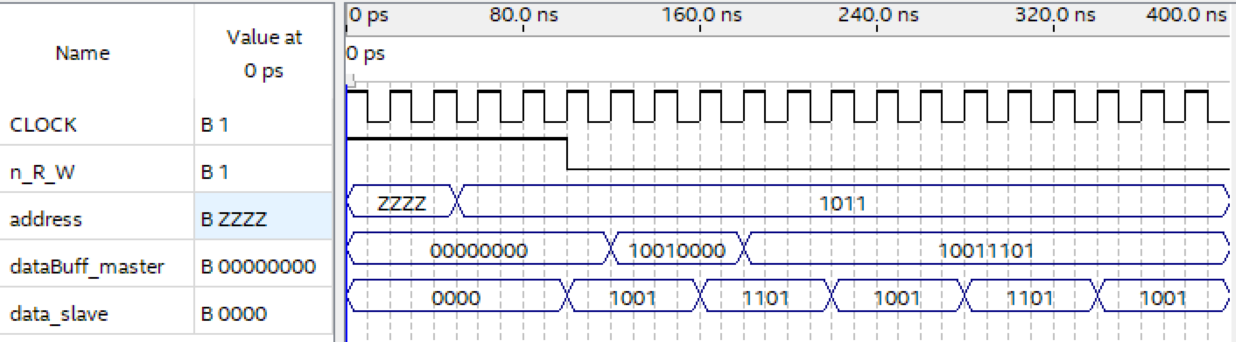 Name Value at 0 ps 0 ps 80.0 ns 160.0 ns 240.0 ns 320.0 ns 400.0 ns
0 ps
CLOCK B 1
n_R_W B 1
address B ZZZZ ZZZZ 1011
dataBuff_master B 00000000 00000000 10010000 10011101
data_slave B 0000 0000 1001 1101 1001 1101 1001